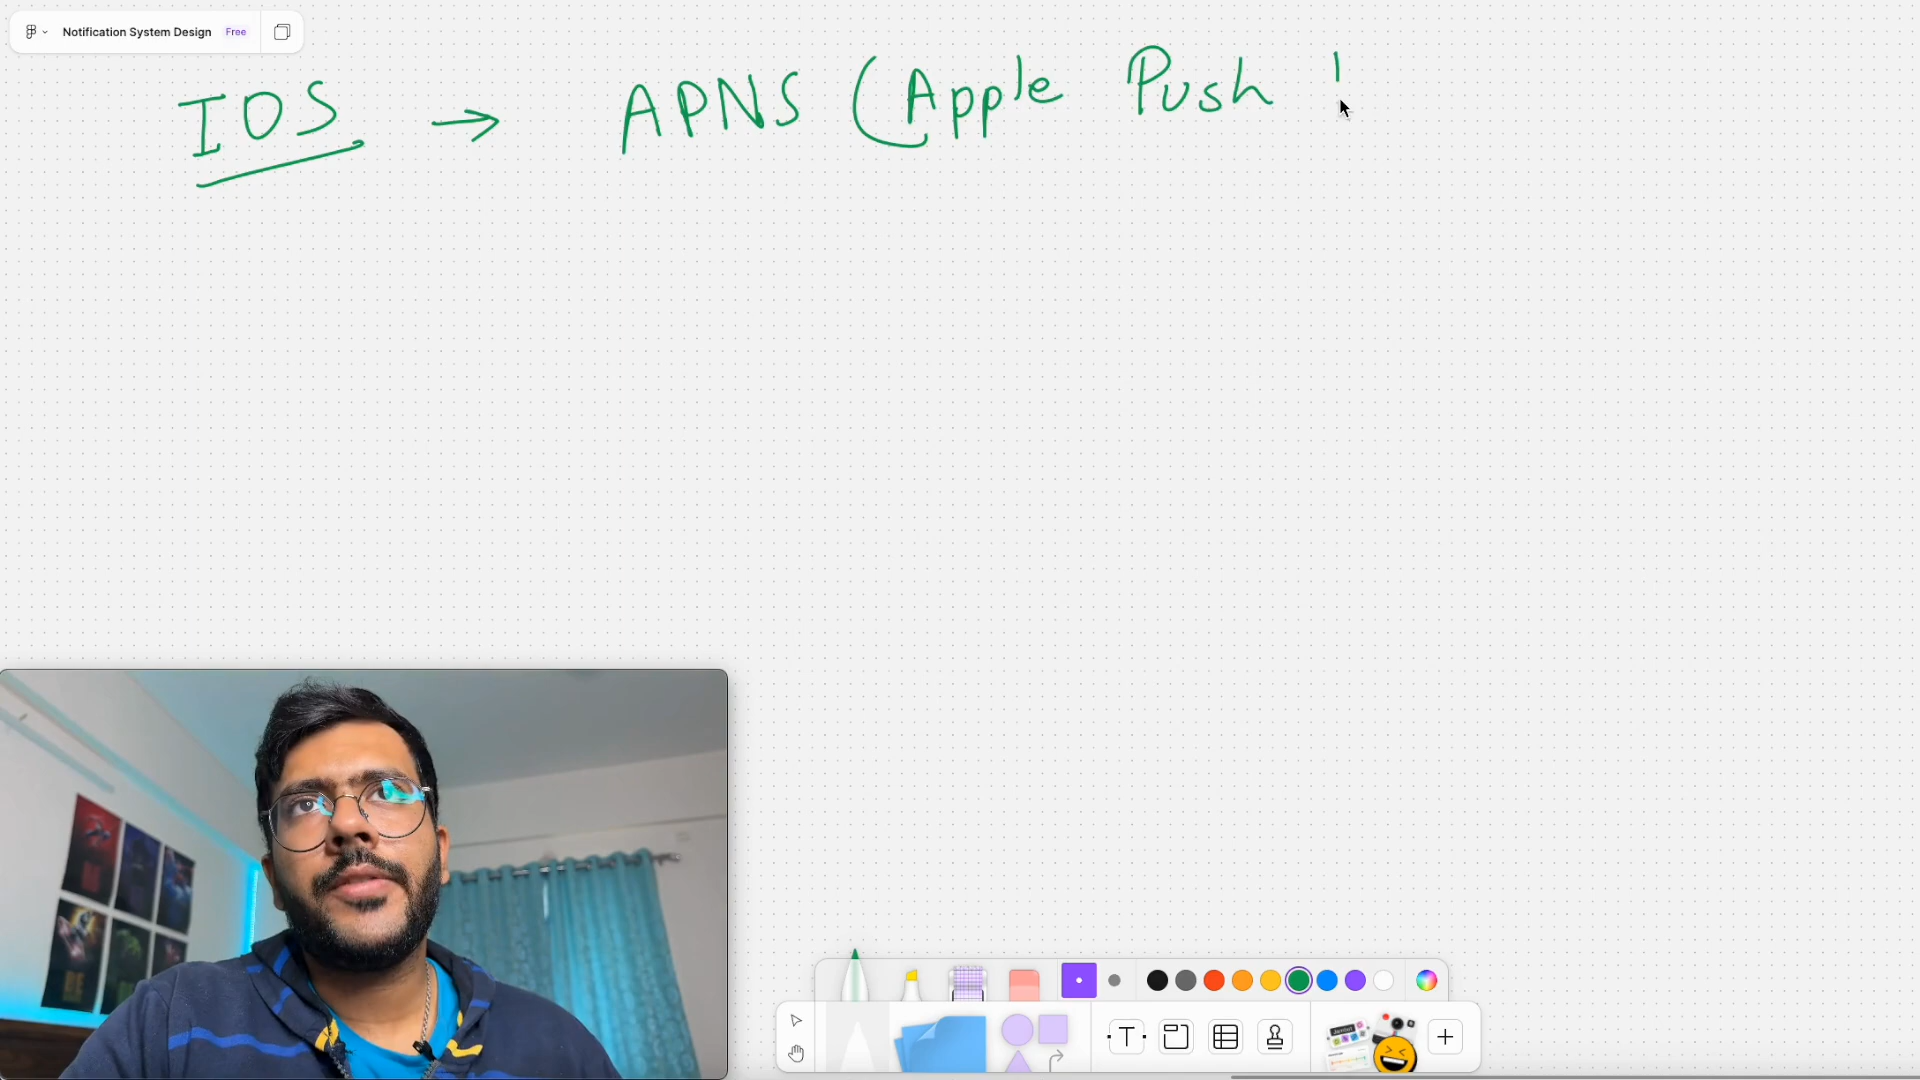 Notification System Design Free
IOS → APNS (Apple Push
T